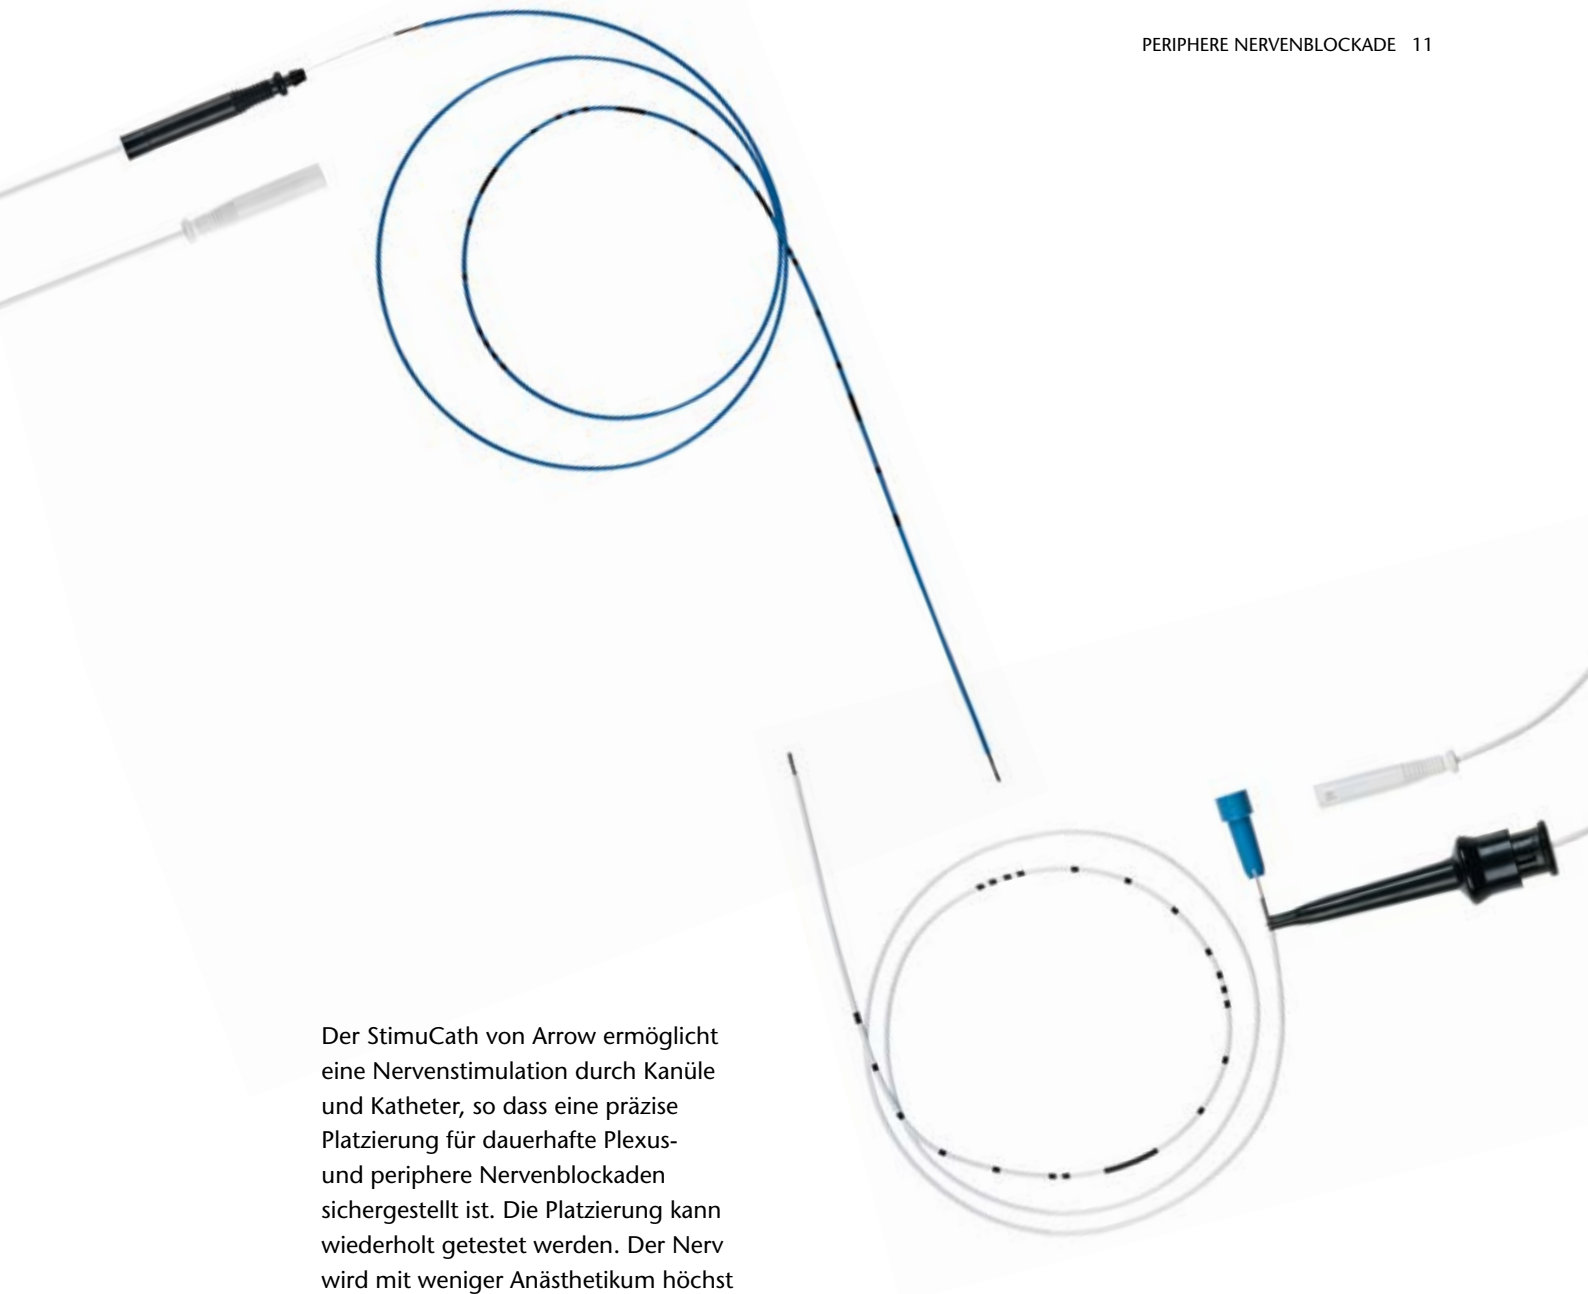 PERIPHERE NERVENBLOCKADE 11
Der StimuCath von Arrow ermöglicht
eine Nervenstimulation durch Kanüle
und Katheter, so dass eine präzise
Platzierung für dauerhafte Plexus-
und periphere Nervenblockaden
sichergestellt ist. Die Platzierung kann
wiederholt getestet werden. Der Nerv
wird mit weniger Anästhetikum höchst